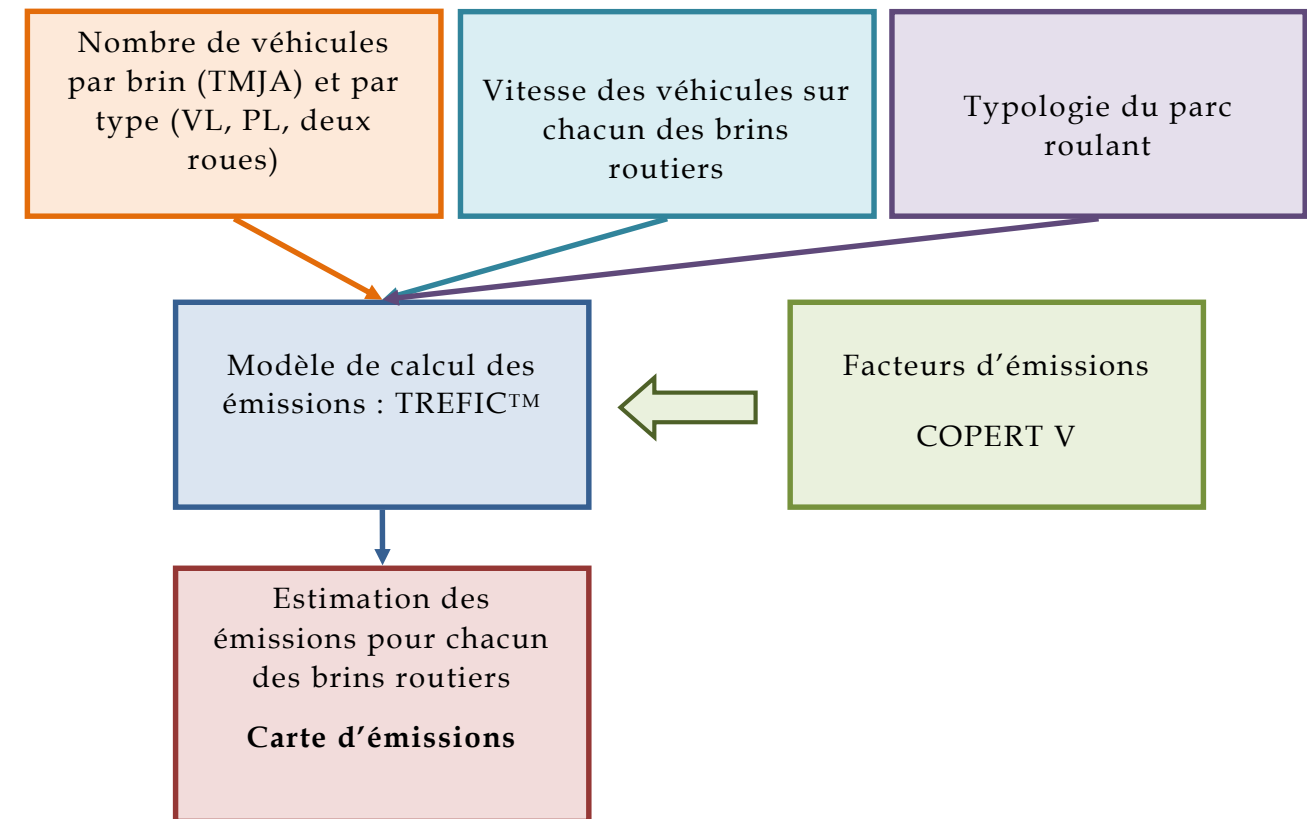 Nombre de véhicules
par brin (TMJA) et par
type (VL, PL, deux
roues)
Vitesse des véhicules sur
chacun des brins
routiers
Typologie du parc
roulant
Modèle de calcul des
émissions : TREFIC™
Facteurs d’émissions
COPERT V
Estimation des
émissions pour chacun
des brins routiers
Carte d’émissions